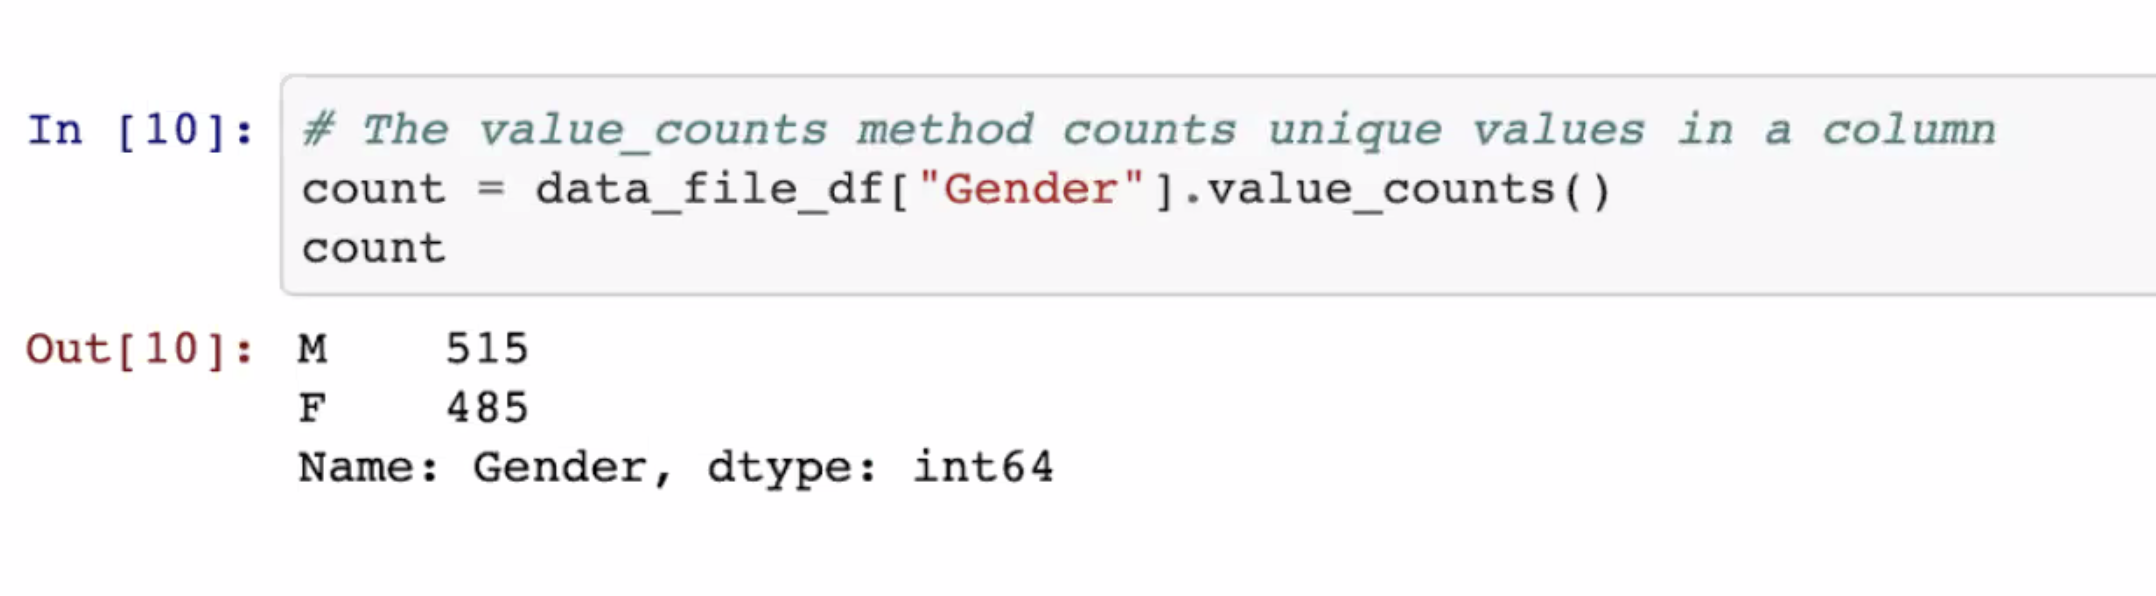 In [10]: # The value_counts method counts unique values in a column
count = data_file_df["Gender"].value_counts()
count
Out[10]: M    515
F    485
Name: Gender, dtype: int64